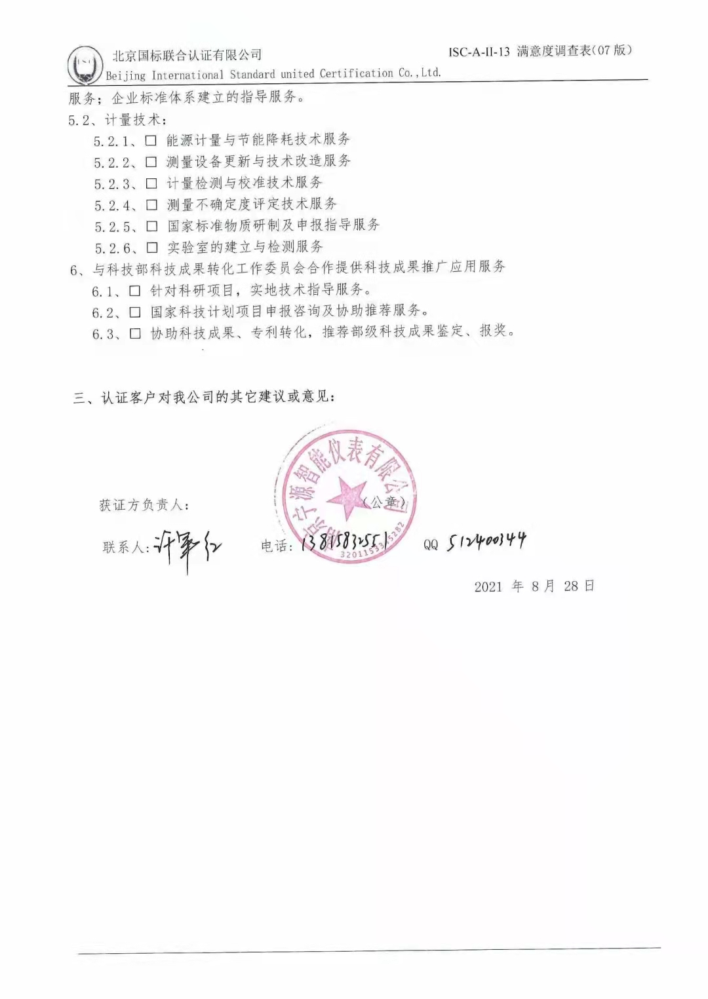 北京国标联合认证有限公司
ISC-A-II-13 满意度调查表(07 版)
Beijing International Standard united Certification Co.,Ltd.
服务；企业标准体系建立的指导服务。
5.2、计量技术：
5.2.1、□ 能源计量与节能降耗技术服务
5.2.2、□ 测量设备更新与技术改造服务
5.2.3、□ 计量检测与校准技术服务
5.2.4、□ 测量不确定度评定技术服务
5.2.5、□ 国家标准物质研制及申报指导服务
5.2.6、□ 实验室的建立与检测服务
6、与科技部科技成果转化工作委员会合作提供科技成果推广应用服务
6.1、□ 针对科研项目，实地技术指导服务。
6.2、□ 国家科技计划项目申报咨询及协助推荐服务。
6.3、□ 协助科技成果、专利转化，推荐部级科技成果鉴定、报奖。
三、认证客户对我公司的其它建议或意见：
南京宁源智能仪表有限公司
获证方负责人：
（公章）
联系人：许军红
电话：13815832551
QQ 512400344
2021 年 8 月 28 日